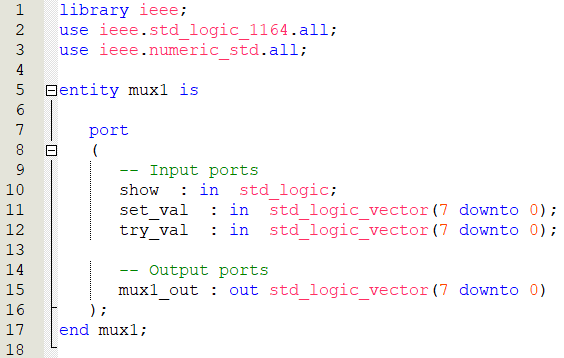 1 library ieee;
2 use ieee.std_logic_1164.all;
3 use ieee.numeric_std.all;
4
5 entity mux1 is
6
7 port
8 (
9 -- Input ports
10 show : in std_logic;
11 set_val : in std_logic_vector(7 downto 0);
12 try_val : in std_logic_vector(7 downto 0);
13
14 -- Output ports
15 mux1_out : out std_logic_vector(7 downto 0)
16 );
17 end mux1;
18